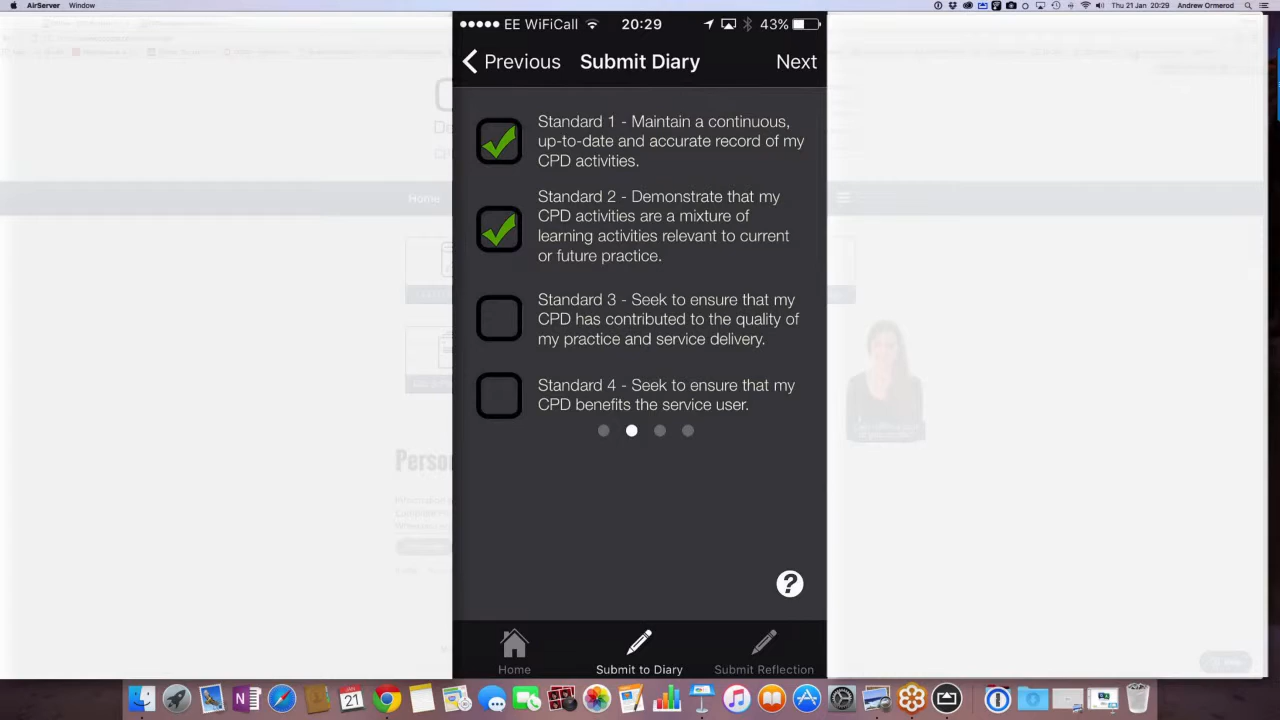 AirServer Window
Thu 21 Jan 20:29 Andrew Ormerod
EE WiFiCall 20:29 43%
Previous Submit Diary Next
Standard 1 - Maintain a continuous,
up-to-date and accurate record of my
CPD activities.
Standard 2 - Demonstrate that my
CPD activities are a mixture of
learning activities relevant to current
or future practice.
Standard 3 - Seek to ensure that my
CPD has contributed to the quality of
my practice and service delivery.
Standard 4 - Seek to ensure that my
CPD benefits the service user.
?
Home Submit to Diary Submit Reflection
Home
Person
21